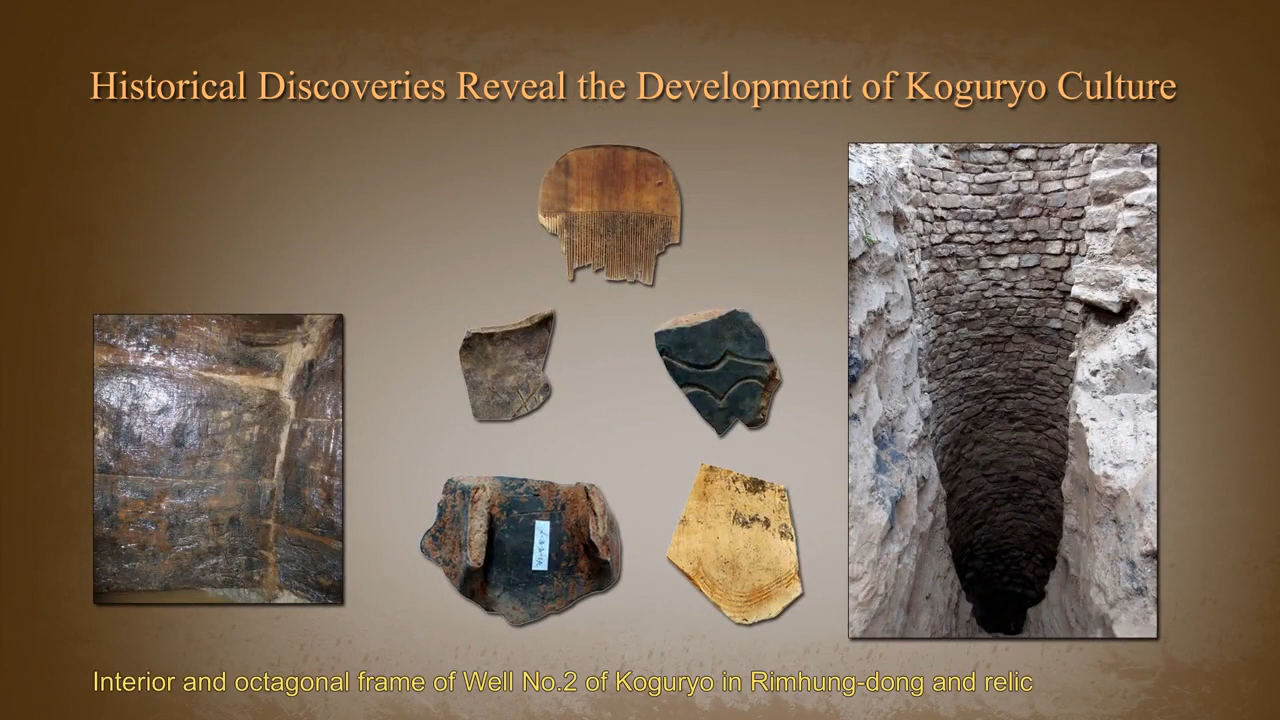 Historical Discoveries Reveal the Development of Koguryo Culture
Interior and octagonal frame of Well No.2 of Koguryo in Rimhung-dong and relic